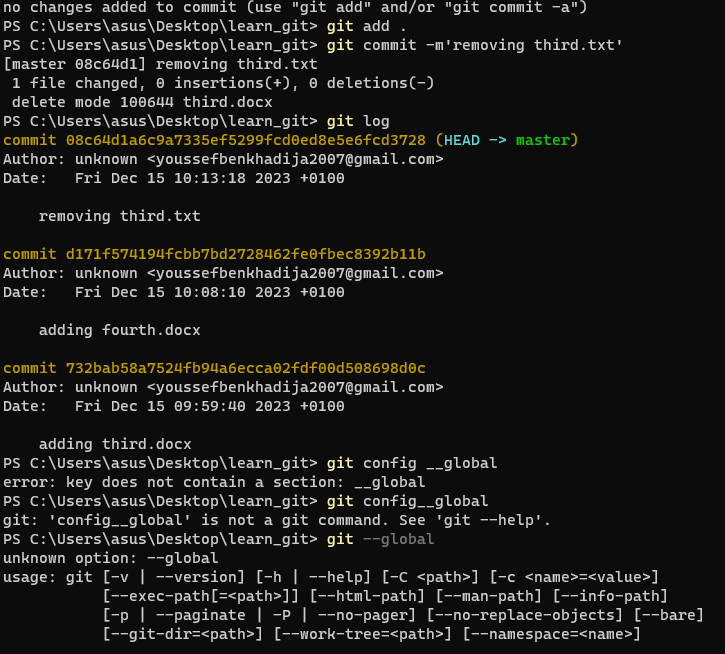 no changes added to commit (use "git add" and/or "git commit -a")
PS C:\Users\asus\Desktop\learn_git> git add .
PS C:\Users\asus\Desktop\learn_git> git commit -m'removing third.txt'
[master 08c64d1] removing third.txt
 1 file changed, 0 insertions(+), 0 deletions(-)
 delete mode 100644 third.docx
PS C:\Users\asus\Desktop\learn_git> git log
commit 08c64d1a6c9a7335ef5299fcd0ed8e5e6fcd3728 (HEAD -> master)
Author: unknown <youssefbenkhadija2007@gmail.com>
Date:   Fri Dec 15 10:13:18 2023 +0100

    removing third.txt

commit d171f574194fcbb7bd2728462fe0fbec8392b11b
Author: unknown <youssefbenkhadija2007@gmail.com>
Date:   Fri Dec 15 10:08:10 2023 +0100

    adding fourth.docx

commit 732bab58a7524fb94a6ecca02fdf00d508698d0c
Author: unknown <youssefbenkhadija2007@gmail.com>
Date:   Fri Dec 15 09:59:40 2023 +0100

    adding third.docx
PS C:\Users\asus\Desktop\learn_git> git config __global
error: key does not contain a section: __global
PS C:\Users\asus\Desktop\learn_git> git config__global
git: 'config__global' is not a git command. See 'git --help'.
PS C:\Users\asus\Desktop\learn_git> git --global
unknown option: --global
usage: git [-v | --version] [-h | --help] [-C <path>] [-c <name>=<value>]
           [--exec-path[=<path>]] [--html-path] [--man-path] [--info-path]
           [-p | --paginate | -P | --no-pager] [--no-replace-objects] [--bare]
           [--git-dir=<path>] [--work-tree=<path>] [--namespace=<name>]